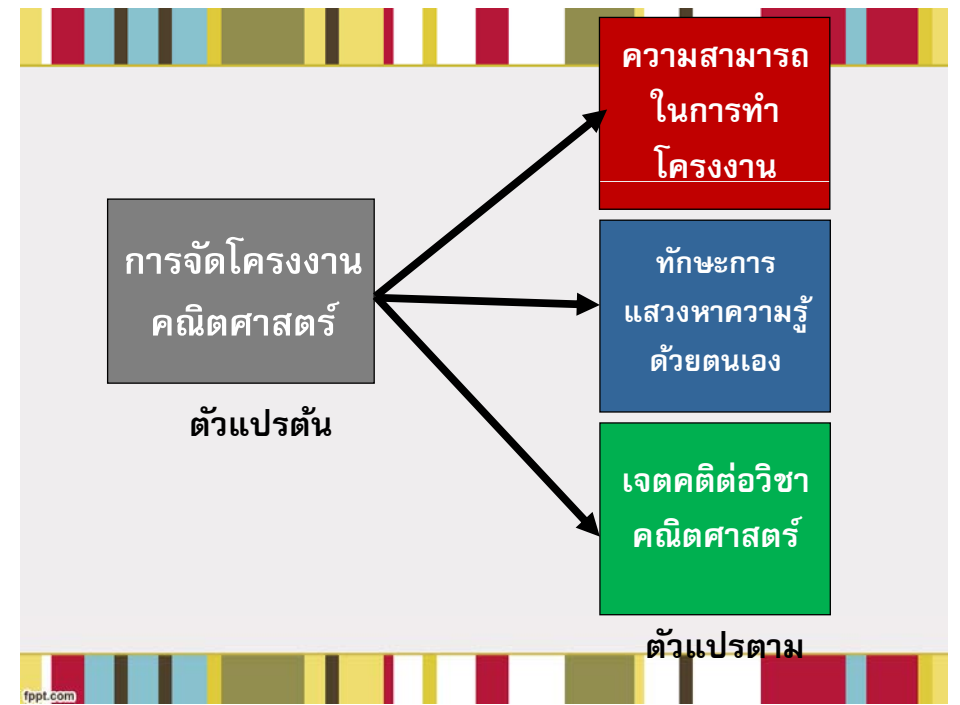 การจัดโครงงาน
คณิตศาสตร์
ตัวแปรต้น
ความสามารถ
ในการทำ
โครงงาน
ทักษะการ
แสวงหาความรู้
ด้วยตนเอง
เจตคติต่อวิชา
คณิตศาสตร์
ตัวแปรตาม
fppt.com